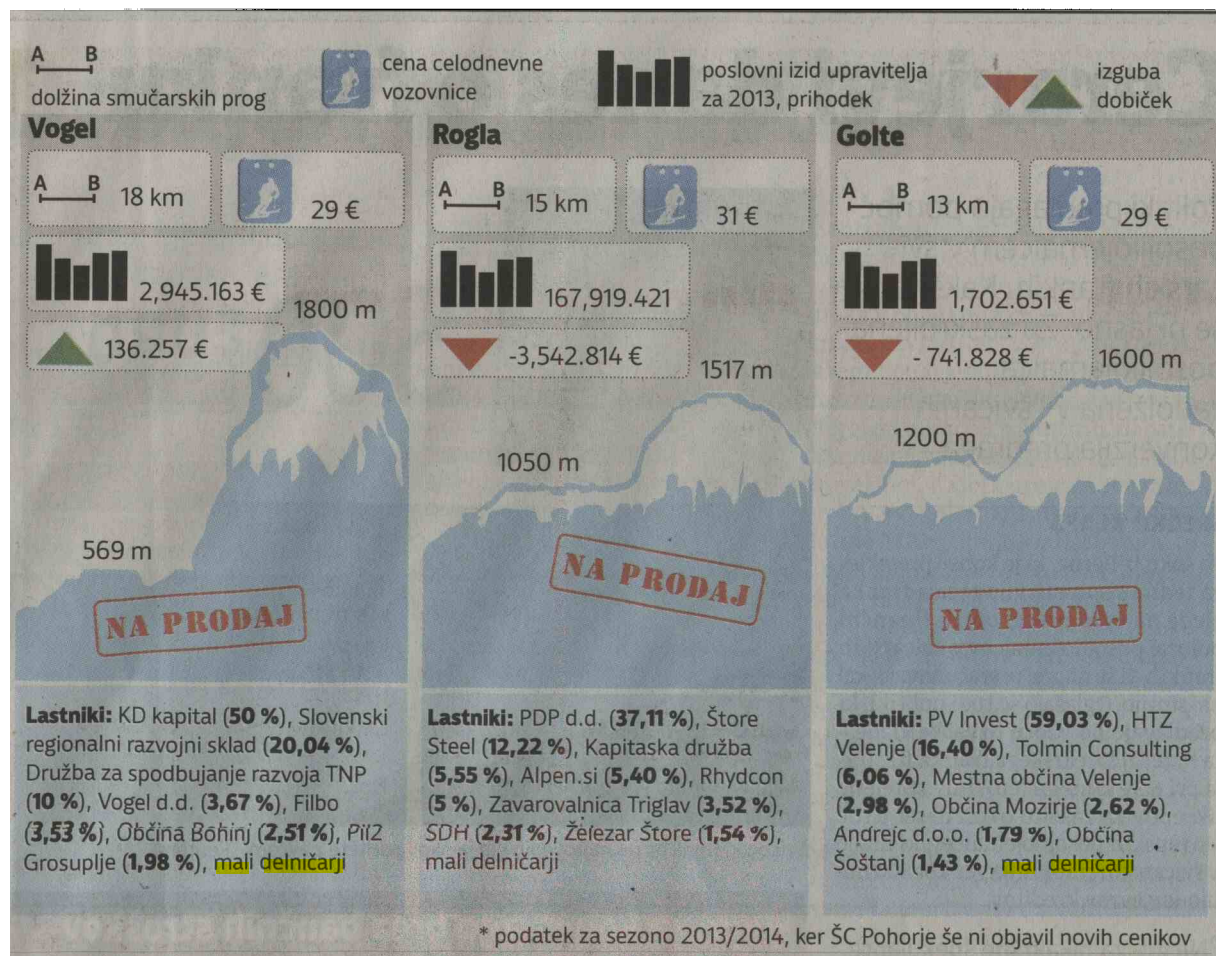 A B
dolžina smučarskih prog
cena celodnevne
vozovnice
poslovni izid upravitelja
za 2013, prihodek
izguba
dobiček
Vogel
A B
18 km
29 €
2,945.163 €
136.257 €
1800 m
569 m
NA PRODAJ
Lastniki: KD kapital (50 %), Slovenski
regionalni razvojni sklad (20,04 %),
Družba za spodbujanje razvoja TNP
(10 %), Vogel d.d. (3,67 %), Filbo
(3,53 %), Občina Bohinj (2,51 %), Pil2
Grosuplje (1,98 %), mali delničarji
Rogla
A B
15 km
31 €
167,919.421
-3,542.814 €
1517 m
1050 m
NA PRODAJ
Lastniki: PDP d.d. (37,11 %), Štore
Steel (12,22 %), Kapitaska družba
(5,55 %), Alpen.si (5,40 %), Rhydcon
(5 %), Zavarovalnica Triglav (3,52 %),
SDH (2,31 %), Železar Štore (1,54 %),
mali delničarji
Golte
A B
13 km
29 €
1,702.651 €
- 741.828 €
1600 m
1200 m
NA PRODAJ
Lastniki: PV Invest (59,03 %), HTZ
Velenje (16,40 %), Tolmin Consulting
(6,06 %), Mestna občina Velenje
(2,98 %), Občina Mozirje (2,62 %),
Andrejc d.o.o. (1,79 %), Občina
Šoštanj (1,43 %), mali delničarji
* podatek za sezono 2013/2014, ker ŠC Pohorje še ni objavil novih cenikov